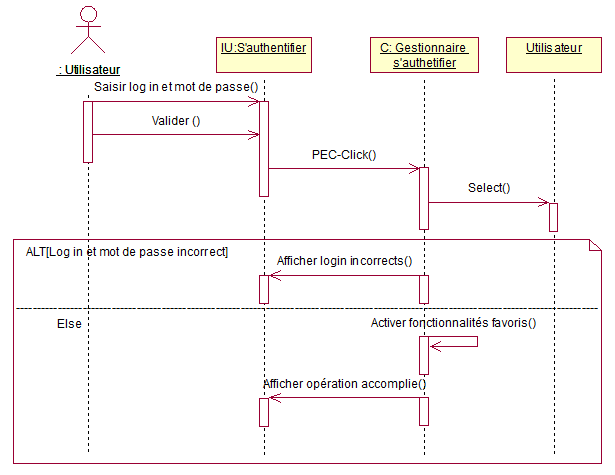 IU:S'authentifier
C: Gestionnaire
s'authetifier
Utilisateur
: Utilisateur
Saisir log in et mot de passe()
Valider ()
PEC-Click()
Select()
ALT[Log in et mot de passe incorrect]
Afficher login incorrects()
Else
Activer fonctionnalités favoris()
Afficher opération accomplie()